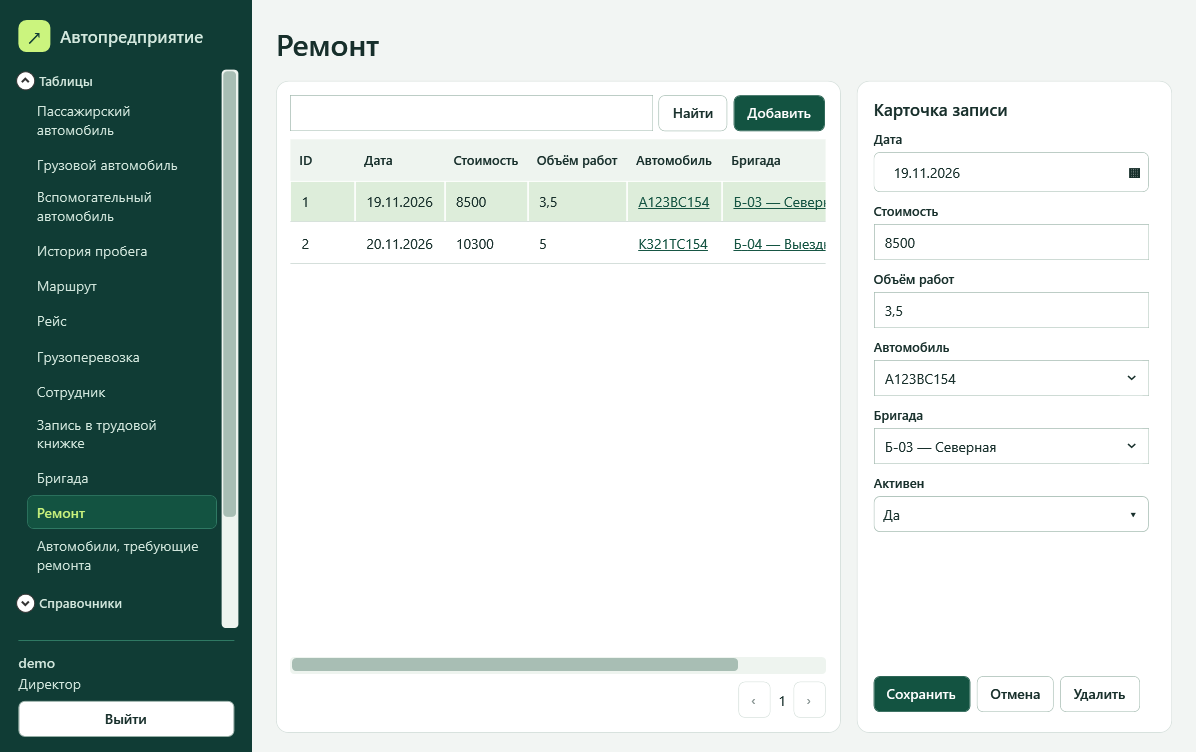 Автопредприятие
Таблицы
Пассажирский
автомобиль
Грузовой автомобиль
Вспомогательный
автомобиль
История пробега
Маршрут
Рейс
Грузоперевозка
Сотрудник
Запись в трудовой
книжке
Бригада
Ремонт
Автомобили, требующие
ремонта
Справочники
demo
Директор
Выйти
Ремонт
Найти Добавить
ID Дата Стоимость Объём работ Автомобиль Бригада
1 19.11.2026 8500 3,5 А123ВС154 Б-03 — Северн
2 20.11.2026 10300 5 К321ТС154 Б-04 — Выезд
‹ 1 ›
Карточка записи
Дата
19.11.2026
Стоимость
8500
Объём работ
3,5
Автомобиль
А123ВС154
Бригада
Б-03 — Северная
Активен
Да
Сохранить Отмена Удалить